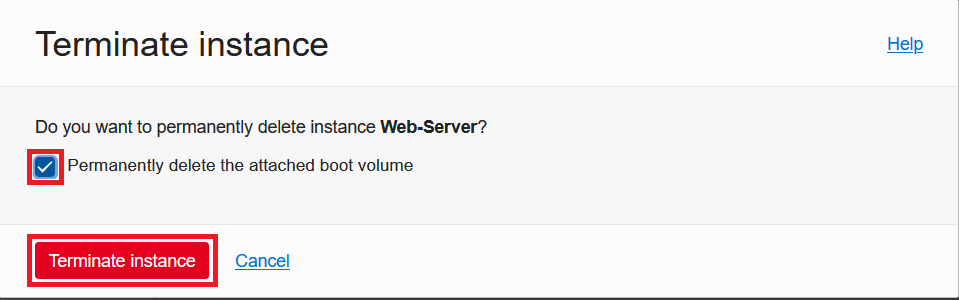 Terminate instance
Help
Do you want to permanently delete instance Web-Server?
Permanently delete the attached boot volume
Terminate instance
Cancel